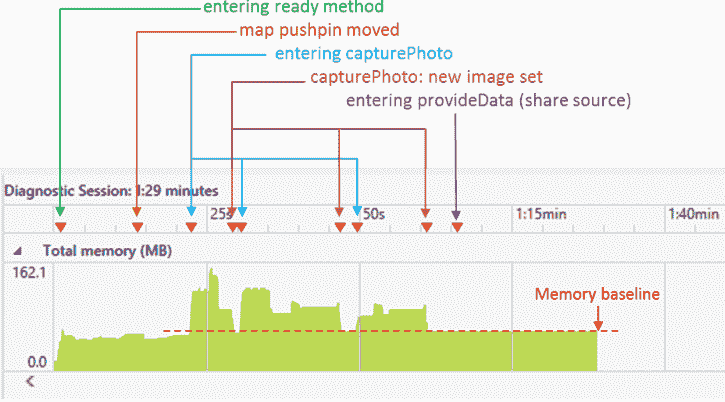 entering ready method
map pushpin moved
entering capturePhoto
capturePhoto: new image set
entering provideData (share source)
Diagnostic Session: 1:29 minutes
25s 50s 1:15min 1:40min
Total memory (MB)
162.1
Memory baseline
0.0